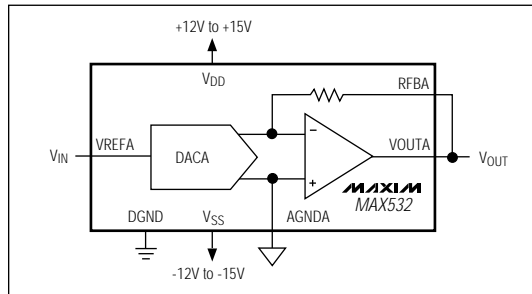 +12V to +15V
VDD
RFBA
VIN
VREFA
DACA
−
+
VOUTA
VOUT
MAXIM
MAX532
DGND
VSS
AGNDA
-12V to -15V